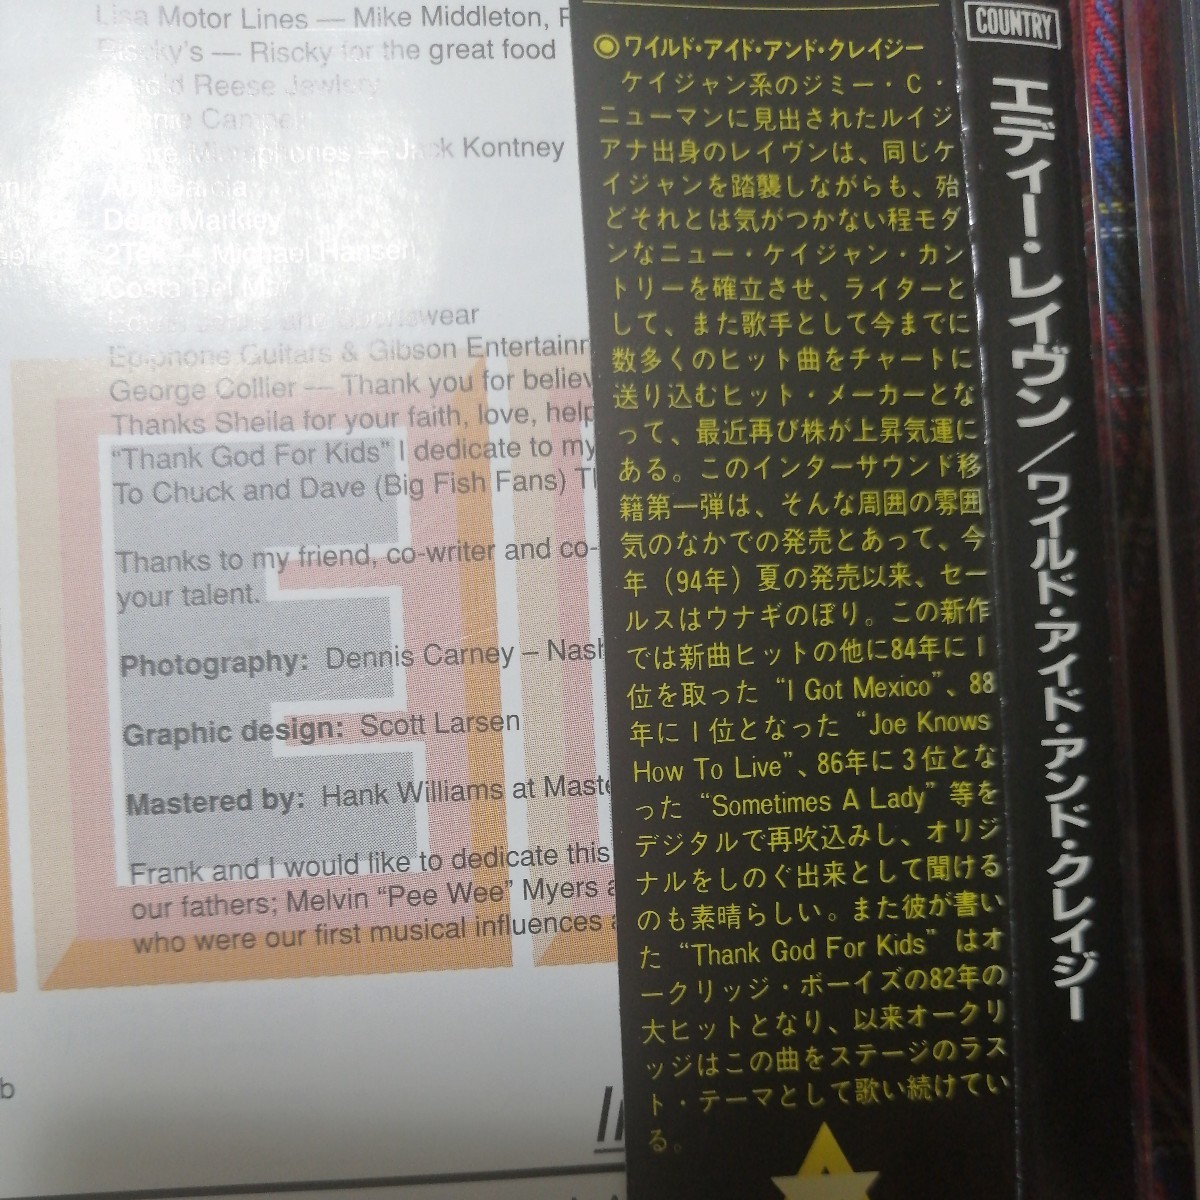 Lisa Motor Lines — Mike Middleton,
Riscky's — Riscky for the great food
Reese Jewlsry
— Jack Kontney
Garcia
Dean Markley
2Tek — Michael Hansen
Costa Del Mar
Epiphone Guitars & Gibson
George Collier — Thank you for
Thanks Sheila for your faith, love,
“Thank God For Kids” I dedicate to my
To Chuck and Dave (Big Fish Fans)
Thanks to my friend, co-writer and co-
your talent.
Photography: Dennis Carney –
Graphic design: Scott Larsen
Mastered by: Hank Williams at
Frank and I would like to dedicate this
our fathers; Melvin “Pee Wee” Myers
who were our first musical influences
◉ワイルド・アイド・アンド・クレイジー
ケイジャン系のジミー・C・
ニューマンに見出されたルイジ
アナ出身のレイヴンは、同じケ
イジャンを踏襲しながらも、殆
どそれとは気がつかない程モダ
ンなニュー・ケイジャン・カン
トリーを確立させ、ライターと
して、また歌手として今までに
数多くのヒット曲をチャートに
送り込むヒット・メーカーとな
って、最近再び株が上昇気運に
ある。このインターサウンド移
籍第一弾は、そんな周囲の雰囲
気のなかでの発売とあって、今
年（94年）夏の発売以来、セー
ルスはウナギのぼり。この新作
では新曲ヒットの他に84年に1
位を取った“I Got Mexico”、88
年に1位となった“Joe Knows
How To Live”、86年に3位とな
った“Sometimes A Lady”等を
デジタルで再吹込みし、オリジ
ナルをしのぐ出来として聞ける
のも素晴らしい。また彼が書い
た“Thank God For Kids”はオ
ークリッジ・ボーイズの82年の
大ヒットとなり、以来オークリ
ッジはこの曲をステージのラス
ト・テーマとして歌い続けてい
る。
COUNTRY
エディー・レイヴン／ワイルド・アイド・アンド・クレイジー